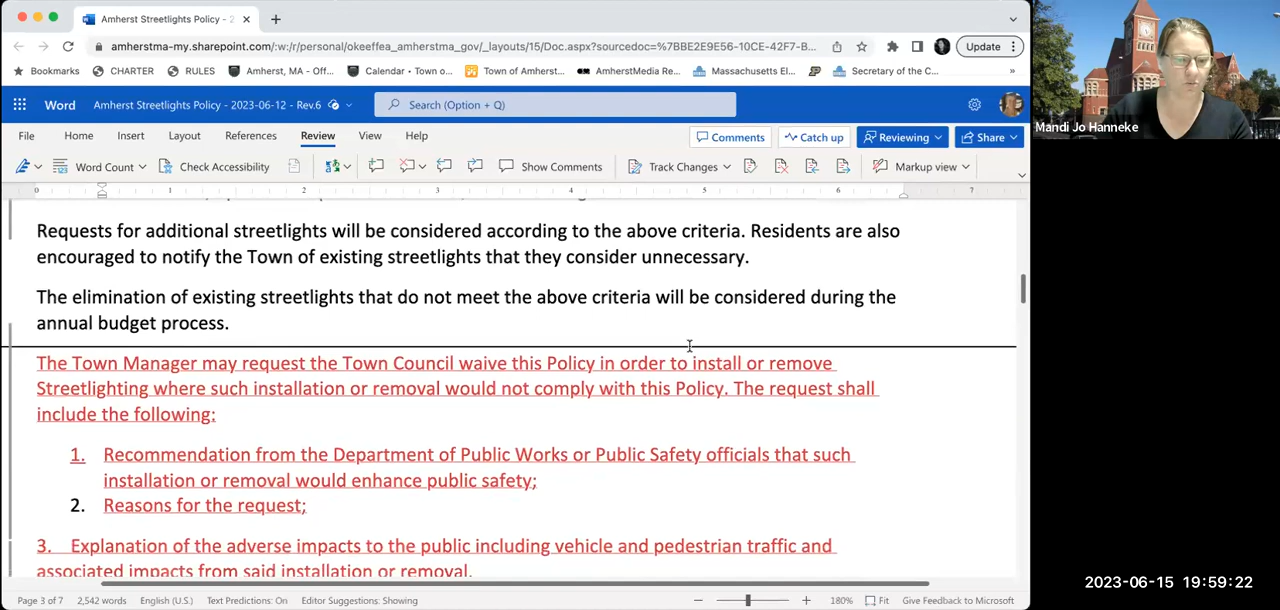 Amherst Streetlights Policy - 2
amherstma-my.sharepoint.com/:w:/r/personal/okeeffea_amherstma_gov/_layouts/15/Doc.aspx?sourcedoc=%7BBE2E9E56-10CE-42F7-B...
Update
Bookmarks CHARTER RULES Amherst, MA - Off... Calendar • Town o... Town of Amherst... AmherstMedia Re... Massachusetts El... Secretary of the C... »
Word Amherst Streetlights Policy - 2023-06-12 - Rev.6 Search (Option + Q)
File Home Insert Layout References Review View Help Comments Catch up Reviewing Share
Word Count Check Accessibility Show Comments Track Changes Markup view
0 1 2 3 4 5 6 7
Requests for additional streetlights will be considered according to the above criteria. Residents are also
encouraged to notify the Town of existing streetlights that they consider unnecessary.
The elimination of existing streetlights that do not meet the above criteria will be considered during the
annual budget process.
The Town Manager may request the Town Council waive this Policy in order to install or remove
Streetlighting where such installation or removal would not comply with this Policy. The request shall
include the following:
1. Recommendation from the Department of Public Works or Public Safety officials that such
installation or removal would enhance public safety;
2. Reasons for the request;
3. Explanation of the adverse impacts to the public including vehicle and pedestrian traffic and
associated impacts from said installation or removal.
Page 3 of 7 2,542 words English (U.S.) Text Predictions: On Editor Suggestions: Showing 180% Fit Give Feedback to Microsoft
Mandi Jo Hanneke
2023-06-15 19:59:22